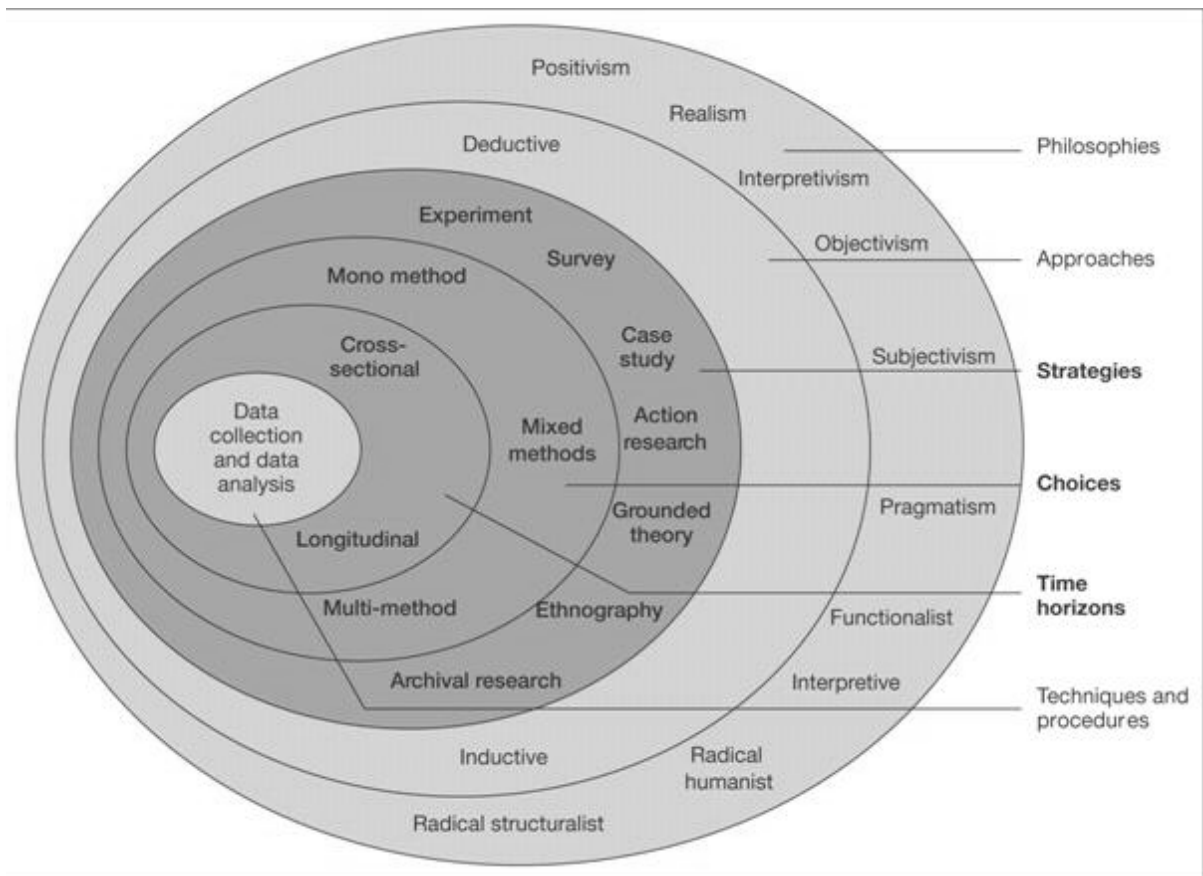 Positivism
Realism
Philosophies
Deductive
Interpretivism
Experiment
Objectivism
Survey
Approaches
Mono method
Case
study
Cross-
sectional
Subjectivism
Strategies
Data
collection
and data
analysis
Mixed
methods
Action
research
Choices
Pragmatism
Grounded
theory
Longitudinal
Time
horizons
Multi-method
Ethnography
Functionalist
Archival research
Interpretive
Techniques and
procedures
Inductive
Radical
humanist
Radical structuralist